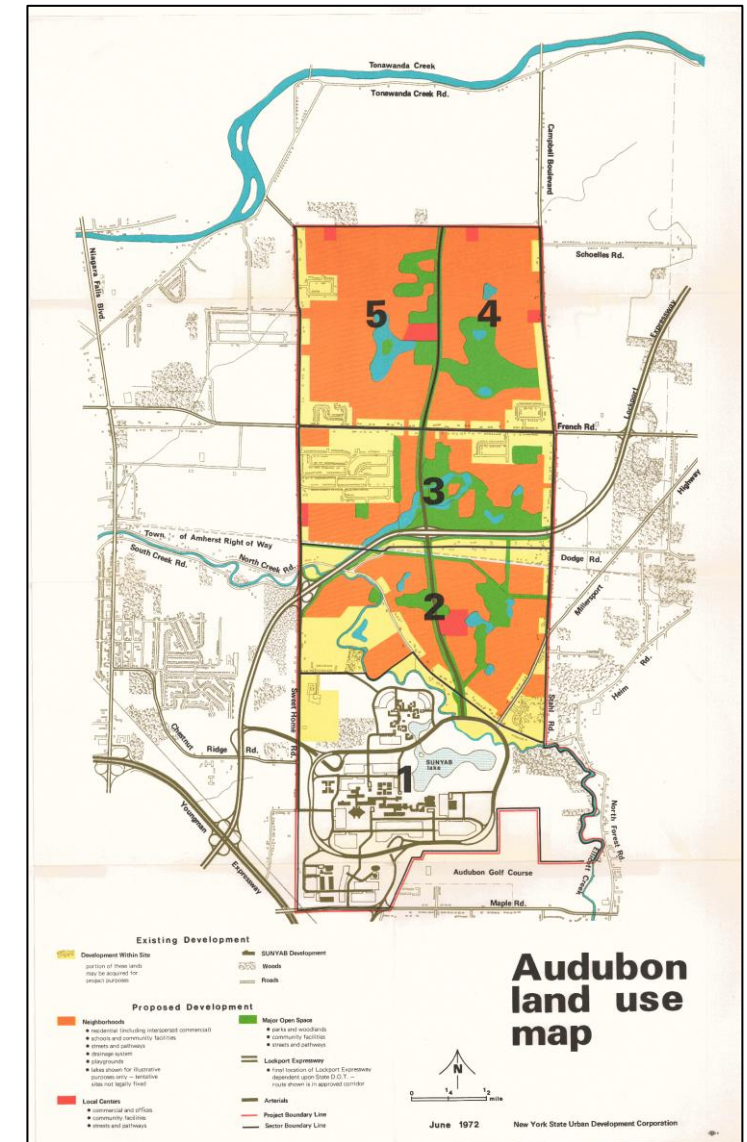 Tonawanda Creek
Tonawanda Creek Rd.
Campbell Boulevard
Niagara Falls Blvd.
Schoelles Rd.
5
4
Lockport Expressway
French Rd.
3
Millersport Highway
Town of Amherst Right of Way
South Creek Rd.
North Creek Rd.
Dodge Rd.
2
Heim Rd.
Sweet Home Rd.
Stahl Rd.
Chestnut Ridge Rd.
SUNYAB
lake
1
Youngman Expressway
North Forest Rd.
Ellicott Creek
Audubon Golf Course
Maple Rd.
Existing Development
Development Within Site
portion of these lands
may be acquired for
project purposes
SUNYAB Development
Woods
Roads
Proposed Development
Neighborhoods
• residential (including interspersed commercial)
• schools and community facilities
• streets and pathways
• drainage system
• playgrounds
• lakes shown for illustrative
purposes only — tentative
sites not legally fixed
Local Centers
• commercial and offices
• community facilities
• streets and pathways
Major Open Space
• parks and woodlands
• community facilities
• streets and pathways
Lockport Expressway
• final location of Lockport Expressway
dependent upon State D.O.T. —
route shown is in approved corridor
Arterials
Project Boundary Line
Sector Boundary Line
Audubon
land use
map
N
0 1/4 1/2
mile
June 1972
New York State Urban Development Corporation